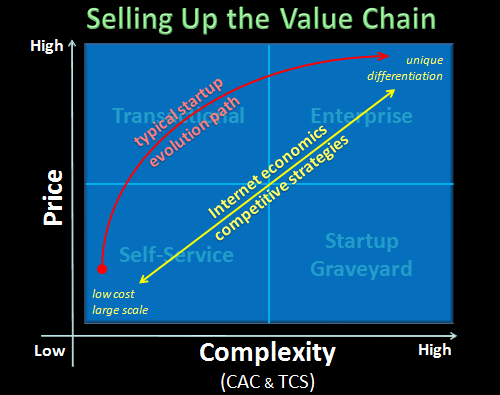 Selling Up the Value Chain
High
unique
differentiation
Transactional
Enterprise
typical startup
evolution path
Internet economics
competitive strategies
Price
Self-Service
Startup
Graveyard
low cost
large scale
Low
Complexity
High
(CAC & TCS)